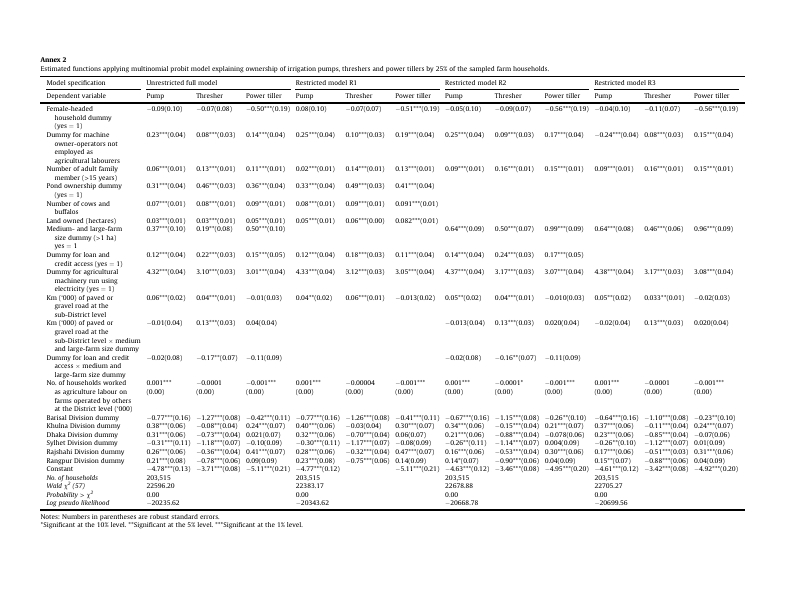 Annex 2
Estimated functions applying multinomial probit model explaining ownership of irrigation pumps, threshers and power tillers by 25% of the sampled farm households.
Model specification Unrestricted full model Restricted model R1 Restricted model R2 Restricted model R3
Dependent variable Pump Thresher Power tiller Pump Thresher Power tiller Pump Thresher Power tiller Pump Thresher Power tiller
Female-headed −0.09(0.10) −0.07(0.08) −0.50***(0.19) 0.08(0.10) −0.07(0.07) −0.51***(0.19) −0.05(0.10) −0.09(0.07) −0.56***(0.19) −0.04(0.10) −0.11(0.07) −0.56***(0.19)
household dummy
(yes = 1)
Dummy for machine 0.23***(0.04) 0.08***(0.03) 0.14***(0.04) 0.25***(0.04) 0.10***(0.03) 0.19***(0.04) 0.25***(0.04) 0.09***(0.03) 0.17***(0.04) −0.24***(0.04) 0.08***(0.03) 0.15***(0.04)
owner-operators not
employed as
agricultural labourers
Number of adult family 0.06***(0.01) 0.13***(0.01) 0.11***(0.01) 0.02***(0.01) 0.14***(0.01) 0.13***(0.01) 0.09***(0.01) 0.16***(0.01) 0.15***(0.01) 0.09***(0.01) 0.16***(0.01) 0.15***(0.01)
member (>15 years)
Pond ownership dummy 0.31***(0.04) 0.46***(0.03) 0.36***(0.04) 0.33***(0.04) 0.49***(0.03) 0.41***(0.04)
(yes = 1)
Number of cows and 0.07***(0.01) 0.08***(0.01) 0.09***(0.01) 0.08***(0.01) 0.09***(0.01) 0.091***(0.01)
buffalos
Land owned (hectares) 0.03***(0.01) 0.03***(0.01) 0.05***(0.01) 0.05***(0.01) 0.06***(0.00) 0.082***(0.01)
Medium- and large-farm 0.37***(0.10) 0.19**(0.08) 0.50***(0.10) 0.64***(0.09) 0.50***(0.07) 0.99***(0.09) 0.64***(0.08) 0.46***(0.06) 0.96***(0.09)
size dummy (>1 ha)
yes = 1
Dummy for loan and 0.12***(0.04) 0.22***(0.03) 0.15***(0.05) 0.12***(0.04) 0.18***(0.03) 0.11***(0.04) 0.14***(0.04) 0.24***(0.03) 0.17***(0.05)
credit access (yes = 1)
Dummy for agricultural 4.32***(0.04) 3.10***(0.03) 3.01***(0.04) 4.33***(0.04) 3.12***(0.03) 3.05***(0.04) 4.37***(0.04) 3.17***(0.03) 3.07***(0.04) 4.38***(0.04) 3.17***(0.03) 3.08***(0.04)
machinery run using
electricity (yes = 1)
Km ('000) of paved or 0.06***(0.02) 0.04***(0.01) −0.01(0.03) 0.04**(0.02) 0.06***(0.01) −0.013(0.02) 0.05**(0.02) 0.04***(0.01) −0.010(0.03) 0.05**(0.02) 0.033**(0.01) −0.02(0.03)
gravel road at the
sub-District level
Km ('000) of paved or −0.01(0.04) 0.13***(0.03) 0.04(0.04) −0.013(0.04) 0.13***(0.03) 0.020(0.04) −0.02(0.04) 0.13***(0.03) 0.020(0.04)
gravel road at the
sub-District level × medium
and large-farm size dummy
Dummy for loan and credit −0.02(0.08) −0.17**(0.07) −0.11(0.09) −0.02(0.08) −0.16**(0.07) −0.11(0.09)
access × medium and
large-farm size dummy
No. of households worked 0.001*** −0.0001 −0.001*** 0.001*** −0.00004 −0.001*** 0.001*** −0.0001* −0.001*** 0.001*** −0.0001 −0.001***
as agriculture labour on (0.00) (0.00) (0.00) (0.00) (0.00) (0.00) (0.00) (0.00) (0.00) (0.00) (0.00) (0.00)
farms operated by others
at the District level ('000)
Barisal Division dummy −0.77***(0.16) −1.27***(0.08) −0.42***(0.11) −0.77***(0.16) −1.26***(0.08) −0.41***(0.11) −0.67***(0.16) −1.15***(0.08) −0.26**(0.10) −0.64***(0.16) −1.10***(0.08) −0.23**(0.10)
Khulna Division dummy 0.38***(0.06) −0.08**(0.04) 0.24***(0.07) 0.40***(0.06) −0.03(0.04) 0.30***(0.07) 0.34***(0.06) −0.15***(0.04) 0.21***(0.07) 0.37***(0.06) −0.11***(0.04) 0.24***(0.07)
Dhaka Division dummy 0.31***(0.06) −0.73***(0.04) 0.021(0.07) 0.32***(0.06) −0.70***(0.04) 0.06(0.07) 0.21***(0.06) −0.88***(0.04) −0.078(0.06) 0.23***(0.06) −0.85***(0.04) −0.07(0.06)
Sylhet Division dummy −0.31***(0.11) −1.18***(0.07) −0.10(0.09) −0.30***(0.11) −1.17***(0.07) −0.08(0.09) −0.26**(0.11) −1.14***(0.07) 0.004(0.09) −0.26**(0.10) −1.12***(0.07) 0.01(0.09)
Rajshahi Division dummy 0.26***(0.06) −0.36***(0.04) 0.41***(0.07) 0.28***(0.06) −0.32***(0.04) 0.47***(0.07) 0.16***(0.06) −0.53***(0.04) 0.30***(0.06) 0.17***(0.06) −0.51***(0.03) 0.31***(0.06)
Rangpur Division dummy 0.21***(0.08) −0.78***(0.06) 0.09(0.09) 0.23***(0.08) −0.75***(0.06) 0.14(0.09) 0.14*(0.07) −0.90***(0.06) 0.04(0.09) 0.15**(0.07) −0.88***(0.06) 0.04(0.09)
Constant −4.78***(0.13) −3.71***(0.08) −5.11***(0.21) −4.77***(0.12) −5.11***(0.21) −4.63***(0.12) −3.46***(0.08) −4.95***(0.20) −4.61***(0.12) −3.42***(0.08) −4.92***(0.20)
No. of households 203,515 203,515 203,515 203,515
Wald χ² (57) 22596.20 22383.17 22678.88 22705.27
Probability > χ² 0.00 0.00 0.00 0.00
Log pseudo likelihood −20235.62 −20343.62 −20668.78 −20699.56
Notes: Numbers in parentheses are robust standard errors.
*Significant at the 10% level. **Significant at the 5% level. ***Significant at the 1% level.